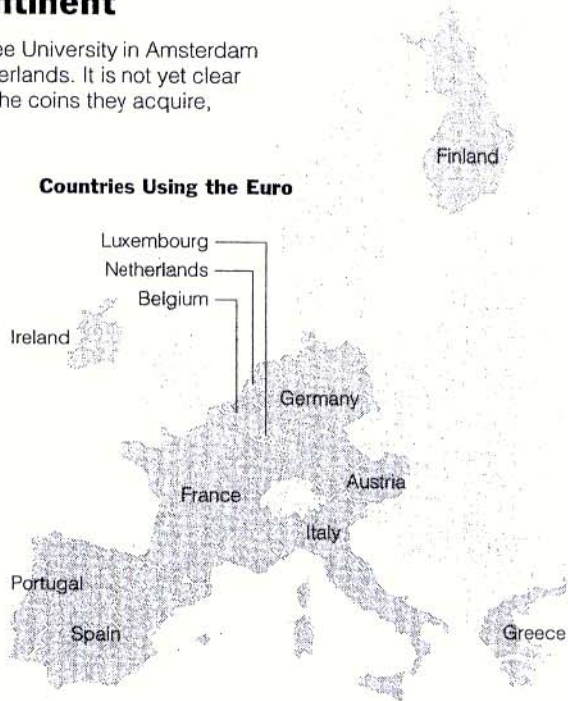 ntinent
ee University in Amsterdam
erlands. It is not yet clear
he coins they acquire,
Finland
Countries Using the Euro
Luxembourg
Netherlands
Belgium
Ireland
Germany
Austria
France
Italy
Portugal
Spain
Greece